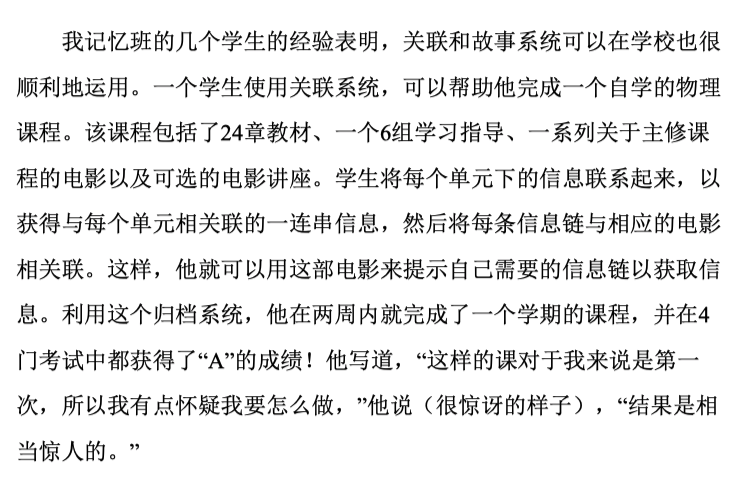 我记忆班的几个学生的经验表明，关联和故事系统可以在学校也很
顺利地运用。一个学生使用关联系统，可以帮助他完成一个自学的物理
课程。该课程包括了24章教材、一个6组学习指导、一系列关于主修课
程的电影以及可选的电影讲座。学生将每个单元下的信息联系起来，以
获得与每个单元相关联的一连串信息，然后将每条信息链与相应的电影
相关联。这样，他就可以用这部电影来提示自己需要的信息链以获取信
息。利用这个归档系统，他在两周内就完成了一个学期的课程，并在4
门考试中都获得了“A”的成绩！他写道，“这样的课对于我来说是第一
次，所以我有点怀疑我要怎么做，”他说（很惊讶的样子），“结果是相
当惊人的。”